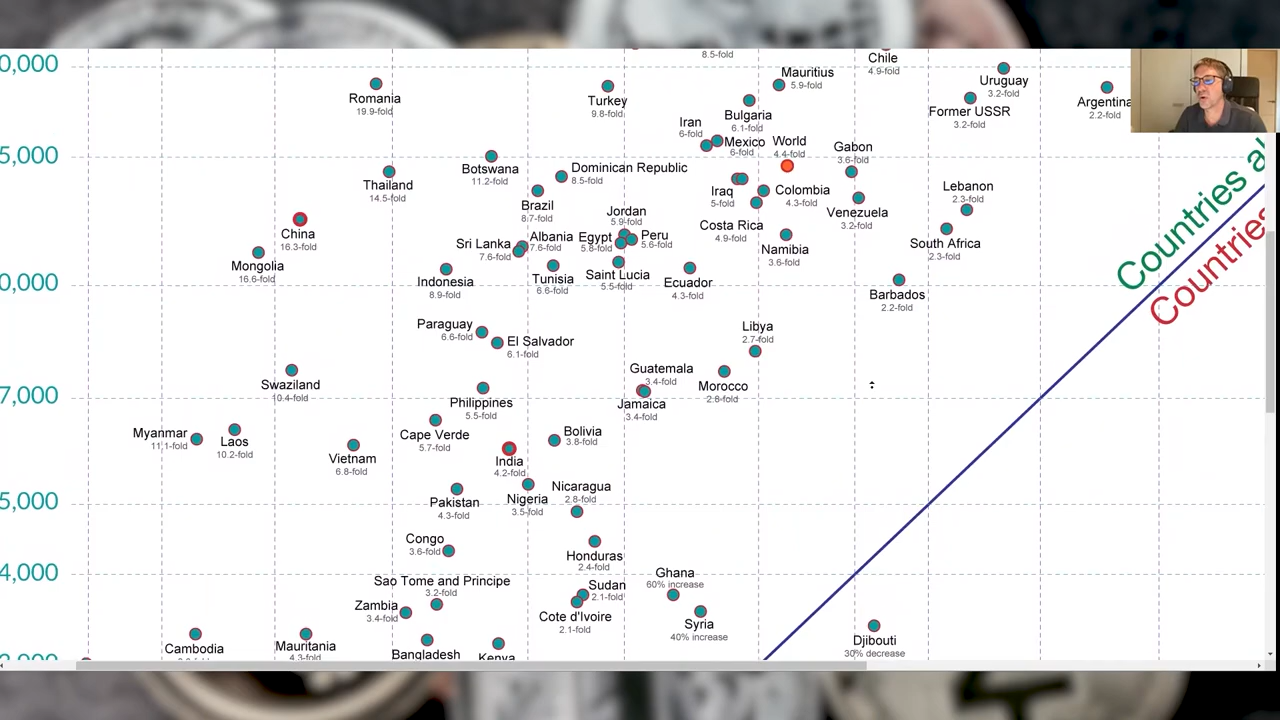 8.5-fold
Chile
4.9-fold
0,000
Romania
19.9-fold
Turkey
9.8-fold
Mauritius
5.9-fold
Uruguay
3.2-fold
Former USSR
3.2-fold
Argentina
2.2-fold
Bulgaria
6.1-fold
Iran
6-fold
Mexico
6-fold
World
4.4-fold
Gabon
3.6-fold
5,000
Botswana
11.2-fold
Dominican Republic
8.5-fold
Thailand
14.5-fold
Brazil
8.7-fold
Iraq
5-fold
Colombia
4.3-fold
Lebanon
2.3-fold
Venezuela
3.2-fold
China
16.3-fold
Jordan
5.9-fold
Costa Rica
4.9-fold
Sri Lanka
7.6-fold
Albania
7.6-fold
Egypt
5.8-fold
Peru
5.6-fold
Namibia
3.6-fold
South Africa
2.3-fold
Mongolia
16.6-fold
Indonesia
8.9-fold
Tunisia
6.6-fold
Saint Lucia
5.5-fold
Ecuador
4.3-fold
Barbados
2.2-fold
0,000
Countries a
Countries
Paraguay
6.6-fold
El Salvador
6.1-fold
Libya
2.7-fold
Swaziland
10.4-fold
Guatemala
3.4-fold
Morocco
2.8-fold
7,000
Philippines
5.5-fold
Jamaica
3.4-fold
Myanmar
11.1-fold
Laos
10.2-fold
Cape Verde
5.7-fold
Bolivia
3.8-fold
Vietnam
6.8-fold
India
4.2-fold
5,000
Pakistan
4.3-fold
Nigeria
3.5-fold
Nicaragua
2.8-fold
Congo
3.6-fold
Honduras
2.4-fold
4,000
Sao Tome and Principe
3.2-fold
Ghana
60% increase
Zambia
3.4-fold
Sudan
2.1-fold
Cote d'Ivoire
2.1-fold
Syria
40% increase
Djibouti
30% decrease
Cambodia
Mauritania
4.3-fold
Bangladesh
Kenya